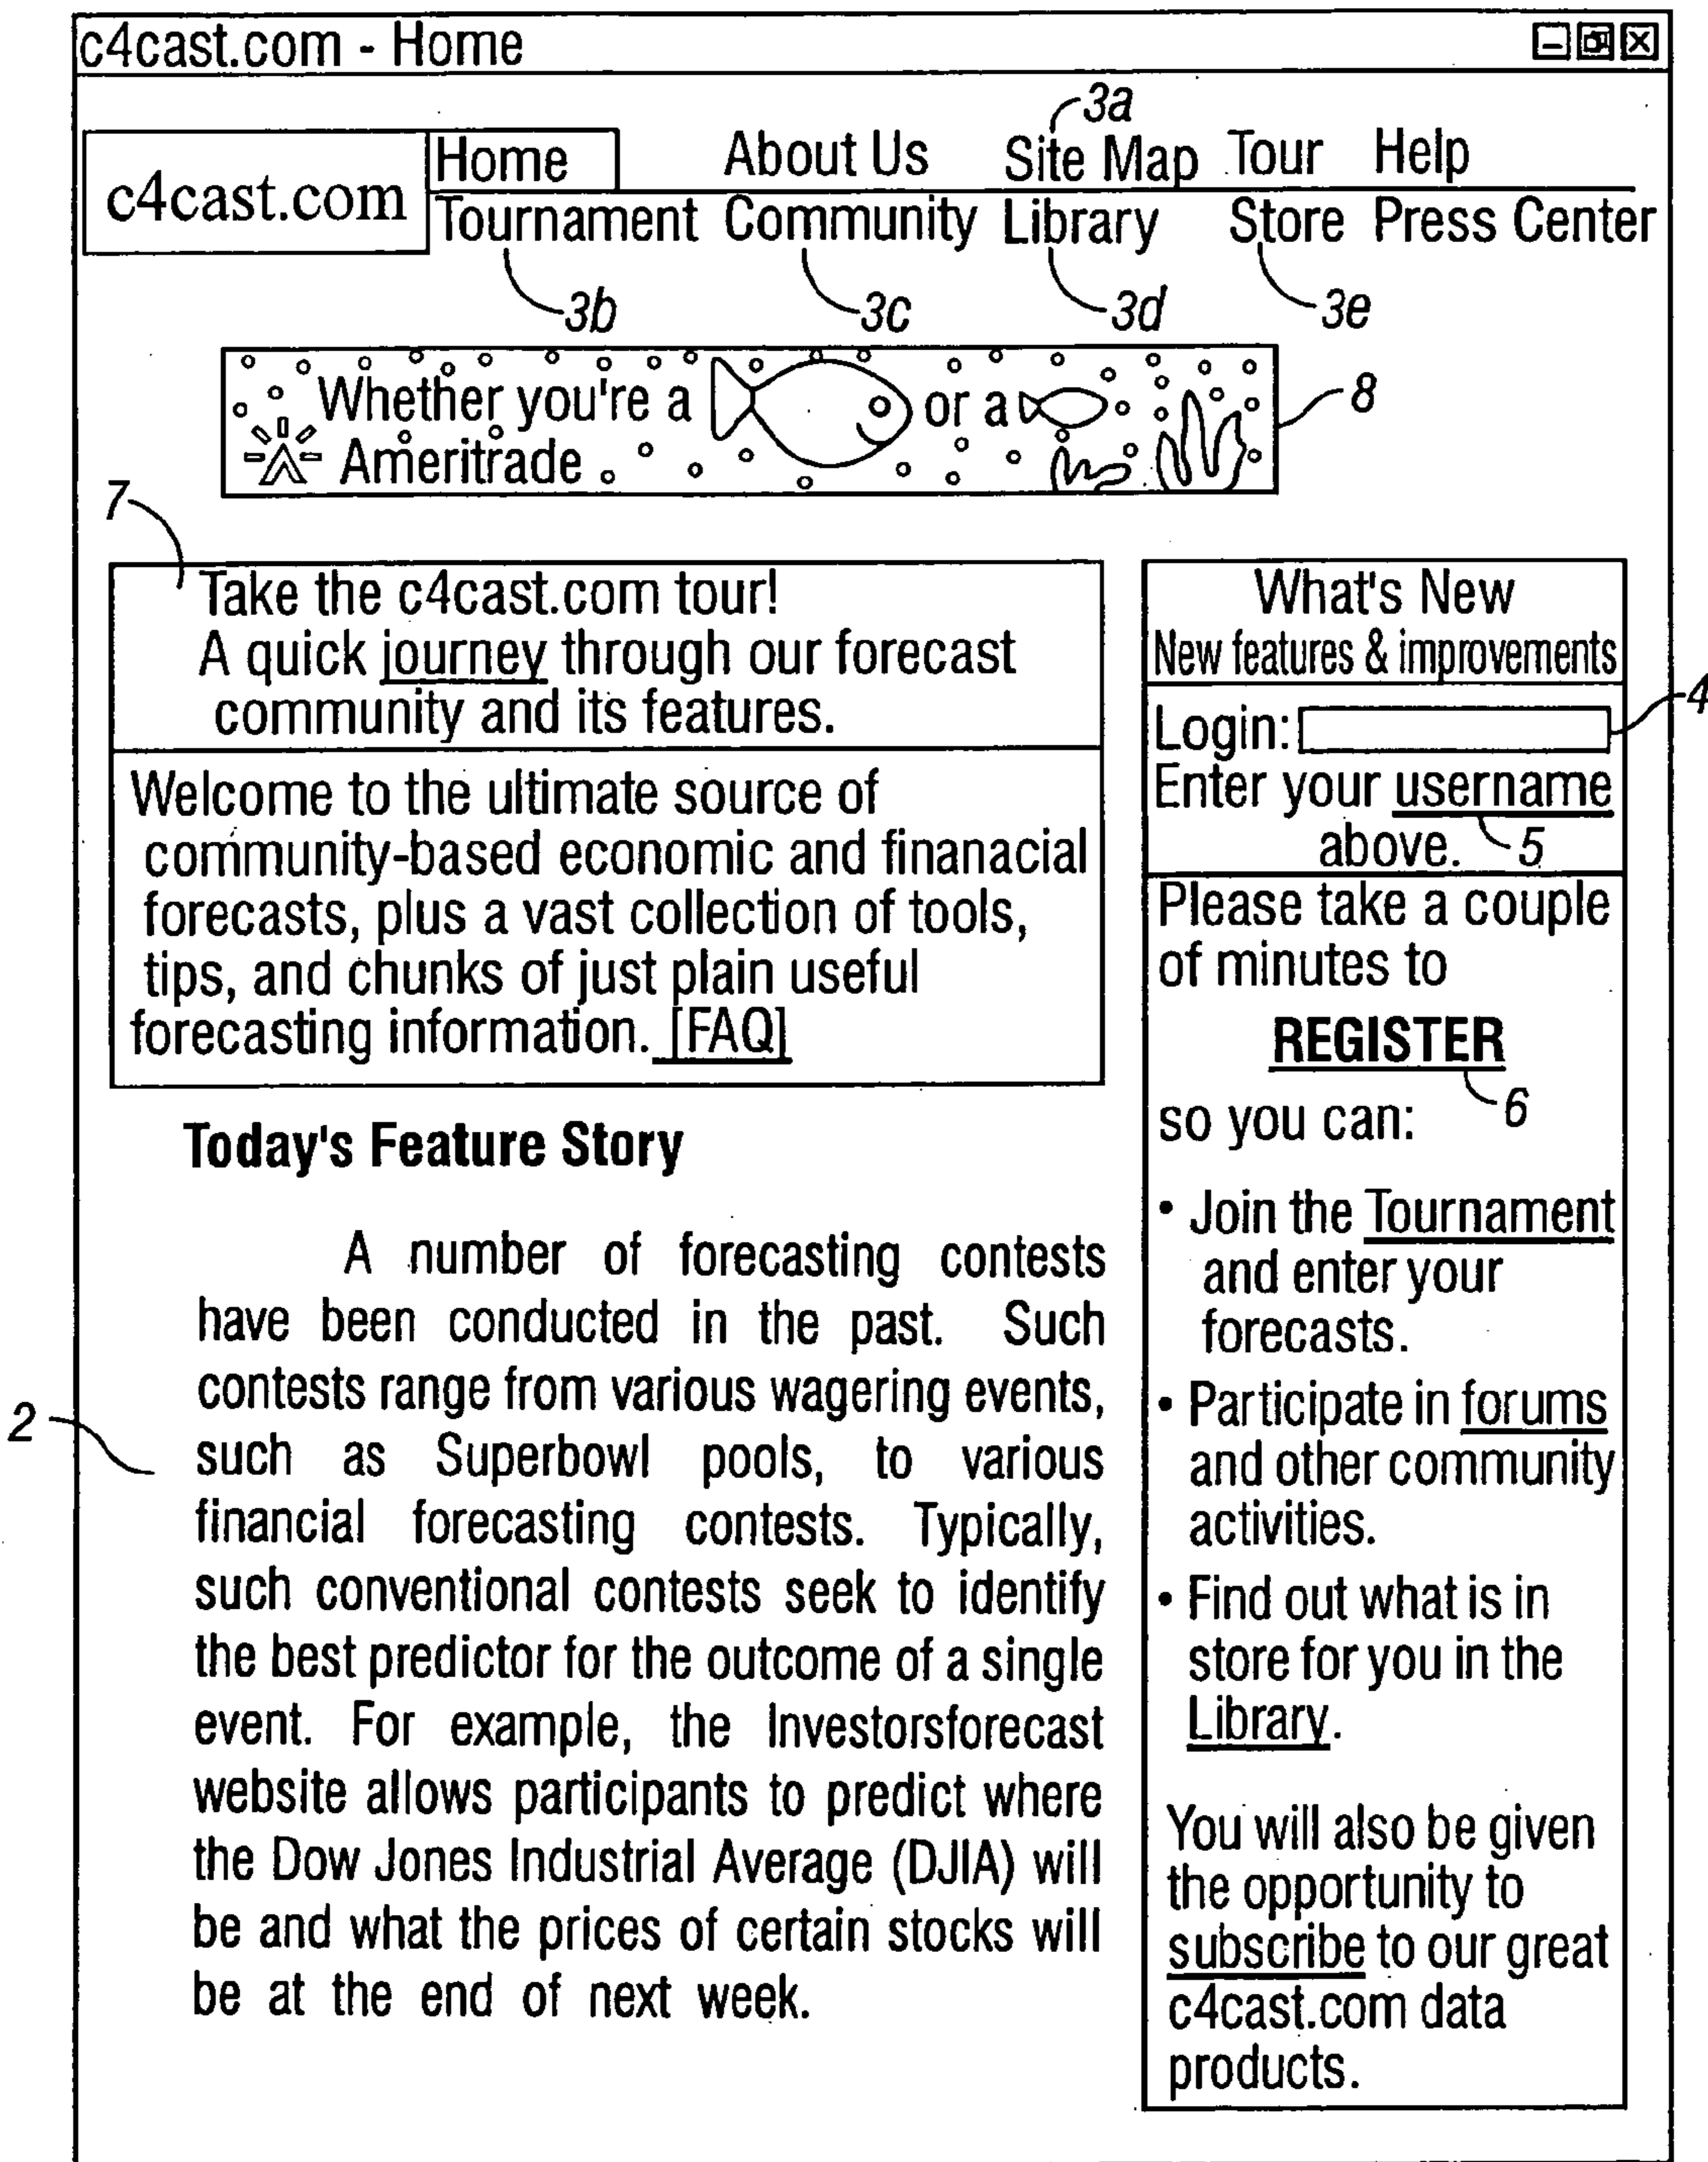 c4cast.com - Home
3a
c4cast.com
Home About Us Site Map Tour Help
Tournament Community Library Store Press Center
3b 3c 3d 3e
Whether you're a or a
Ameritrade
8
7
Take the c4cast.com tour!
A quick journey through our forecast
community and its features.
Welcome to the ultimate source of
community-based economic and finanacial
forecasts, plus a vast collection of tools,
tips, and chunks of just plain useful
forecasting information. [FAQ]
Today's Feature Story
A number of forecasting contests
have been conducted in the past. Such
contests range from various wagering events,
such as Superbowl pools, to various
financial forecasting contests. Typically,
such conventional contests seek to identify
the best predictor for the outcome of a single
event. For example, the Investorsforecast
website allows participants to predict where
the Dow Jones Industrial Average (DJIA) will
be and what the prices of certain stocks will
be at the end of next week.
2
What's New
New features & improvements
Login:
4
Enter your username
above.
5
Please take a couple
of minutes to
REGISTER
6
so you can:
• Join the Tournament
and enter your
forecasts.
• Participate in forums
and other community
activities.
• Find out what is in
store for you in the
Library.
You will also be given
the opportunity to
subscribe to our great
c4cast.com data
products.